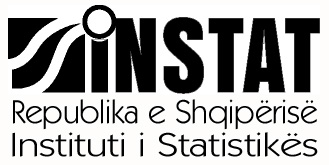 INSTAT
Republika e Shqipërisë
Instituti i Statistikës